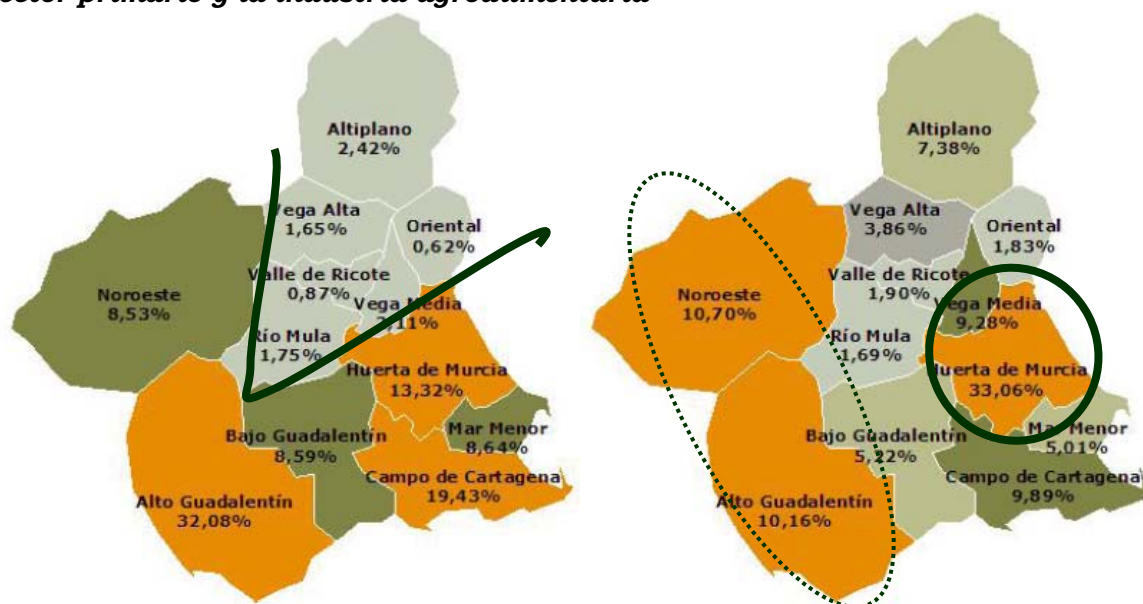 sector primario y la industria agroalimentaria
Altiplano
2,42%
Vega Alta
1,65%
Oriental
0,62%
Valle de Ricote
0,87%
Noroeste
8,53%
Vega Media
2,11%
Río Mula
1,75%
Huerta de Murcia
13,32%
Bajo Guadalentín
8,59%
Mar Menor
8,64%
Campo de Cartagena
19,43%
Alto Guadalentín
32,08%
Altiplano
7,38%
Vega Alta
3,86%
Oriental
1,83%
Valle de Ricote
1,90%
Noroeste
10,70%
Vega Media
9,28%
Río Mula
1,69%
Huerta de Murcia
33,06%
Bajo Guadalentín
5,22%
Mar Menor
5,01%
Campo de Cartagena
9,89%
Alto Guadalentín
10,16%